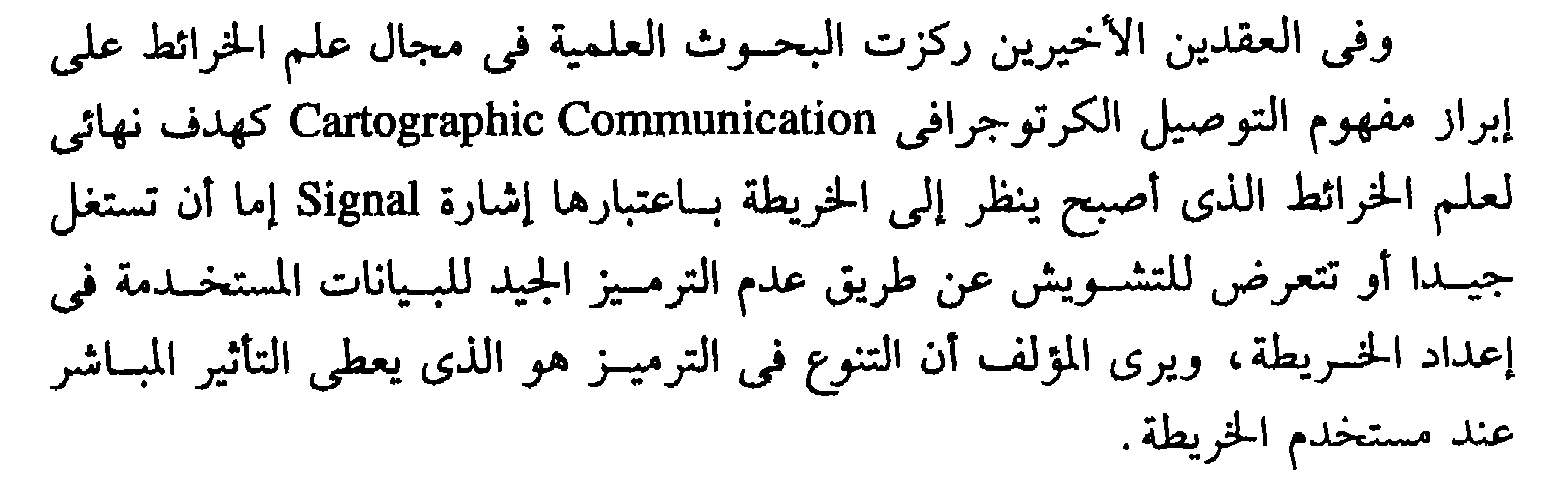 وفى العقدين الأخيرين ركزت البحوث العلمية فى مجال علم الخرائط على
إبراز مفهوم التوصيل الكرتوجرافى Cartographic Communication كهدف نهائى
لعلم الخرائط الذى أصبح ينظر إلى الخريطة باعتبارها إشارة Signal إما أن تستغل
جيدا أو تتعرض للتشويش عن طريق عدم الترميز الجيد للبيانات المستخدمة فى
إعداد الخريطة، ويرى المؤلف أن التنوع فى الترميز هو الذى يعطى التأثير المباشر
عند مستخدم الخريطة.